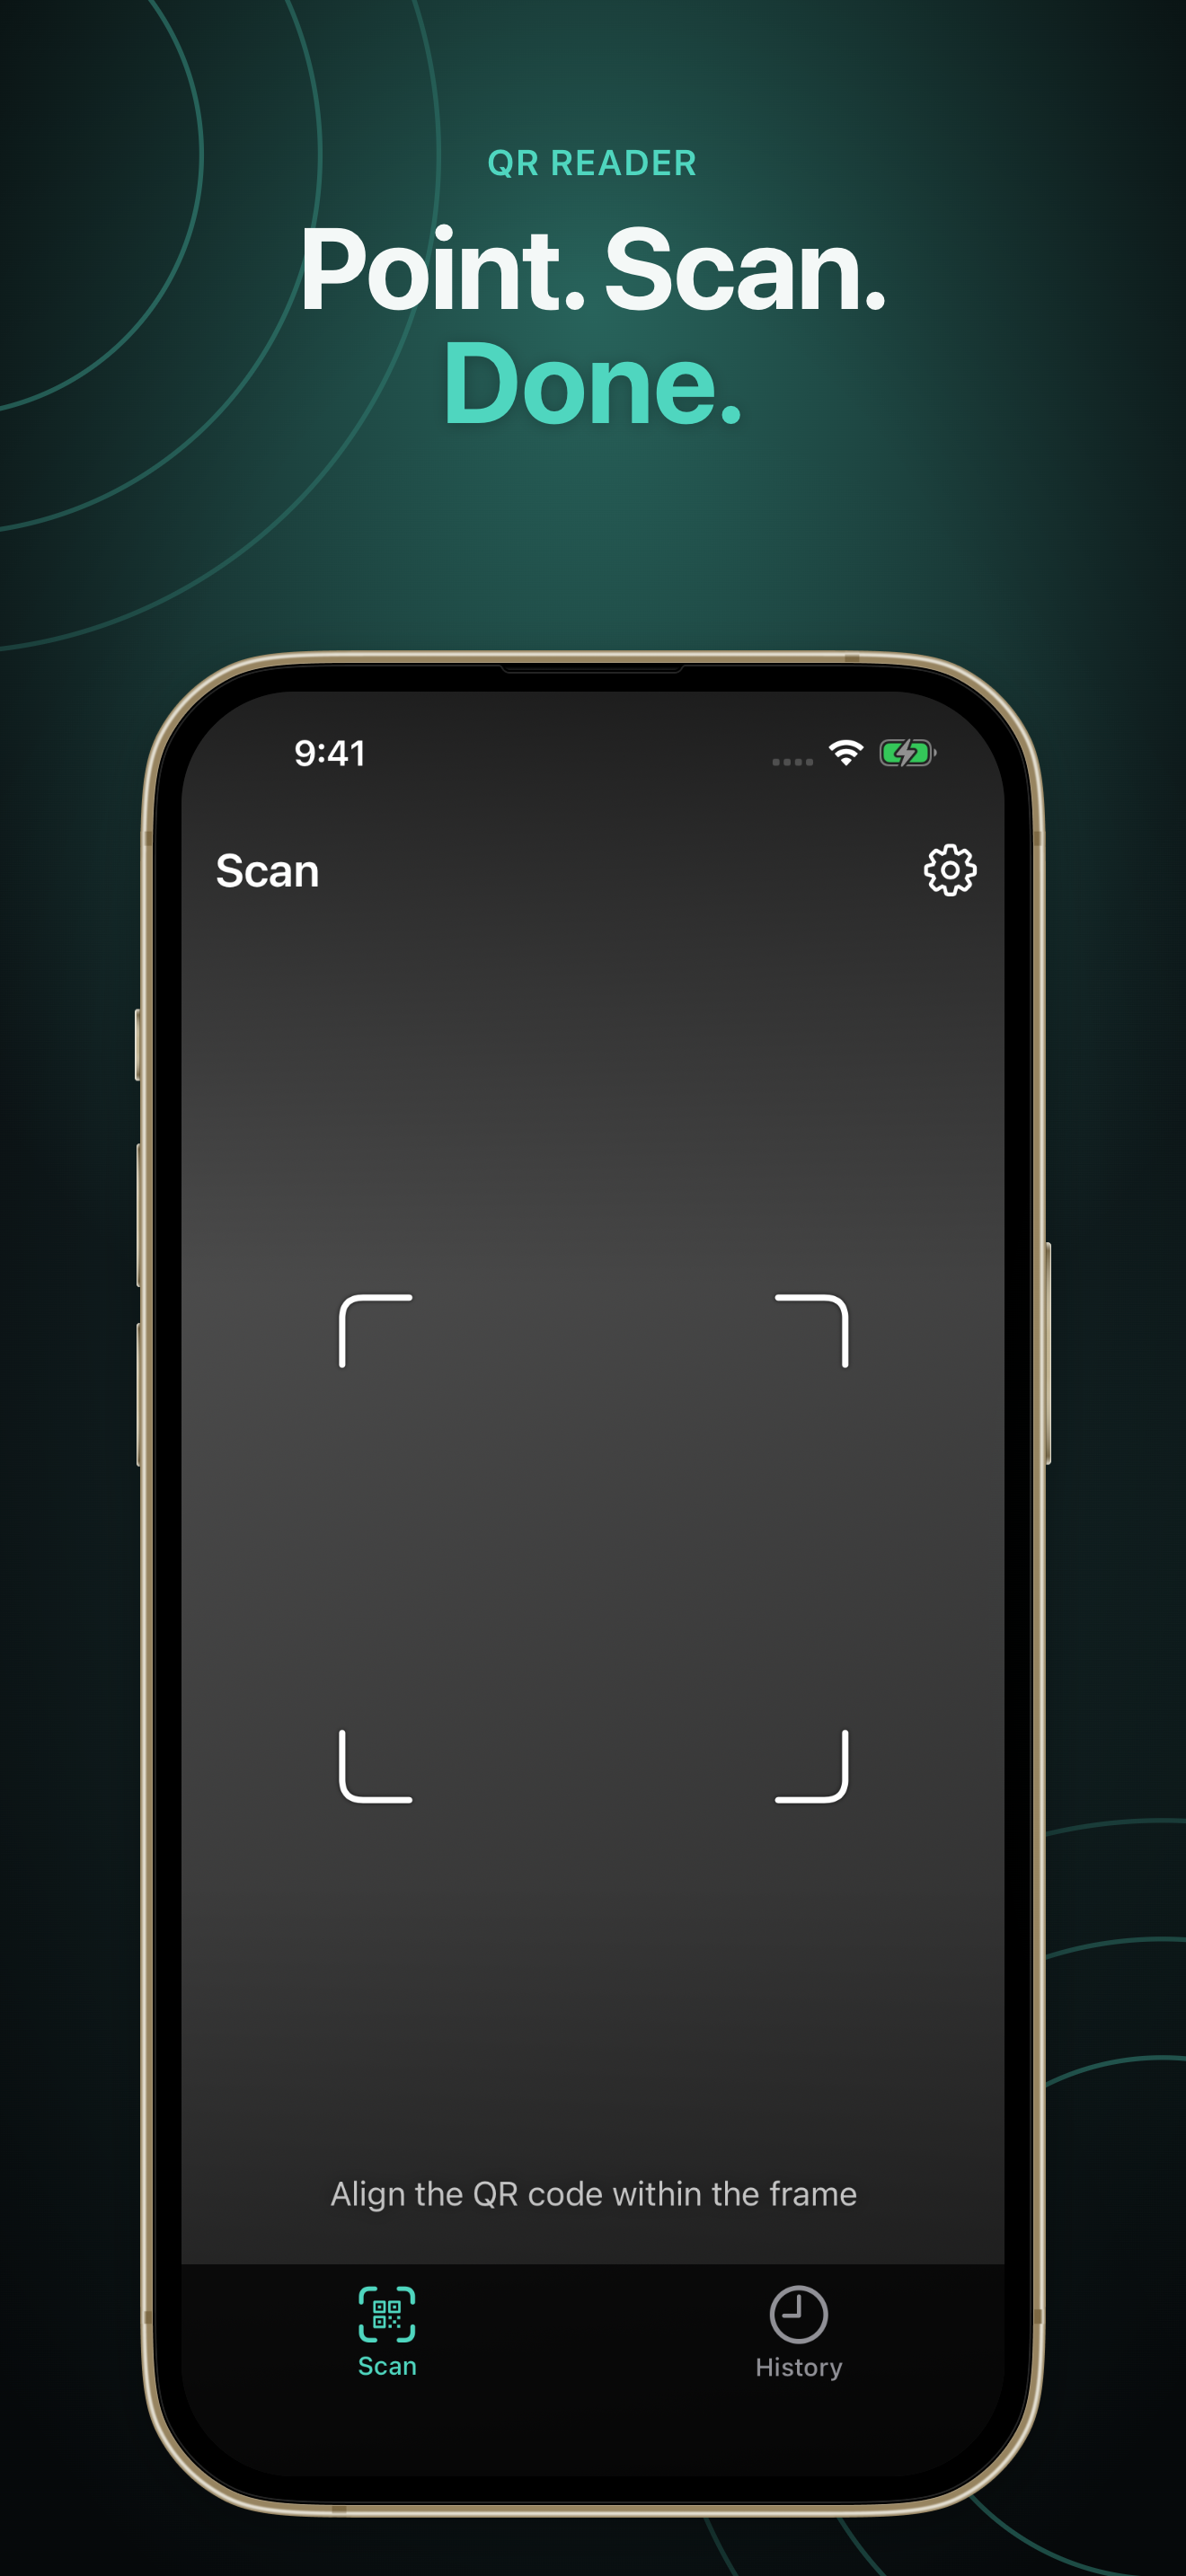 QR READER
Point. Scan.
Done.
9:41
Scan
Align the QR code within the frame
Scan
History